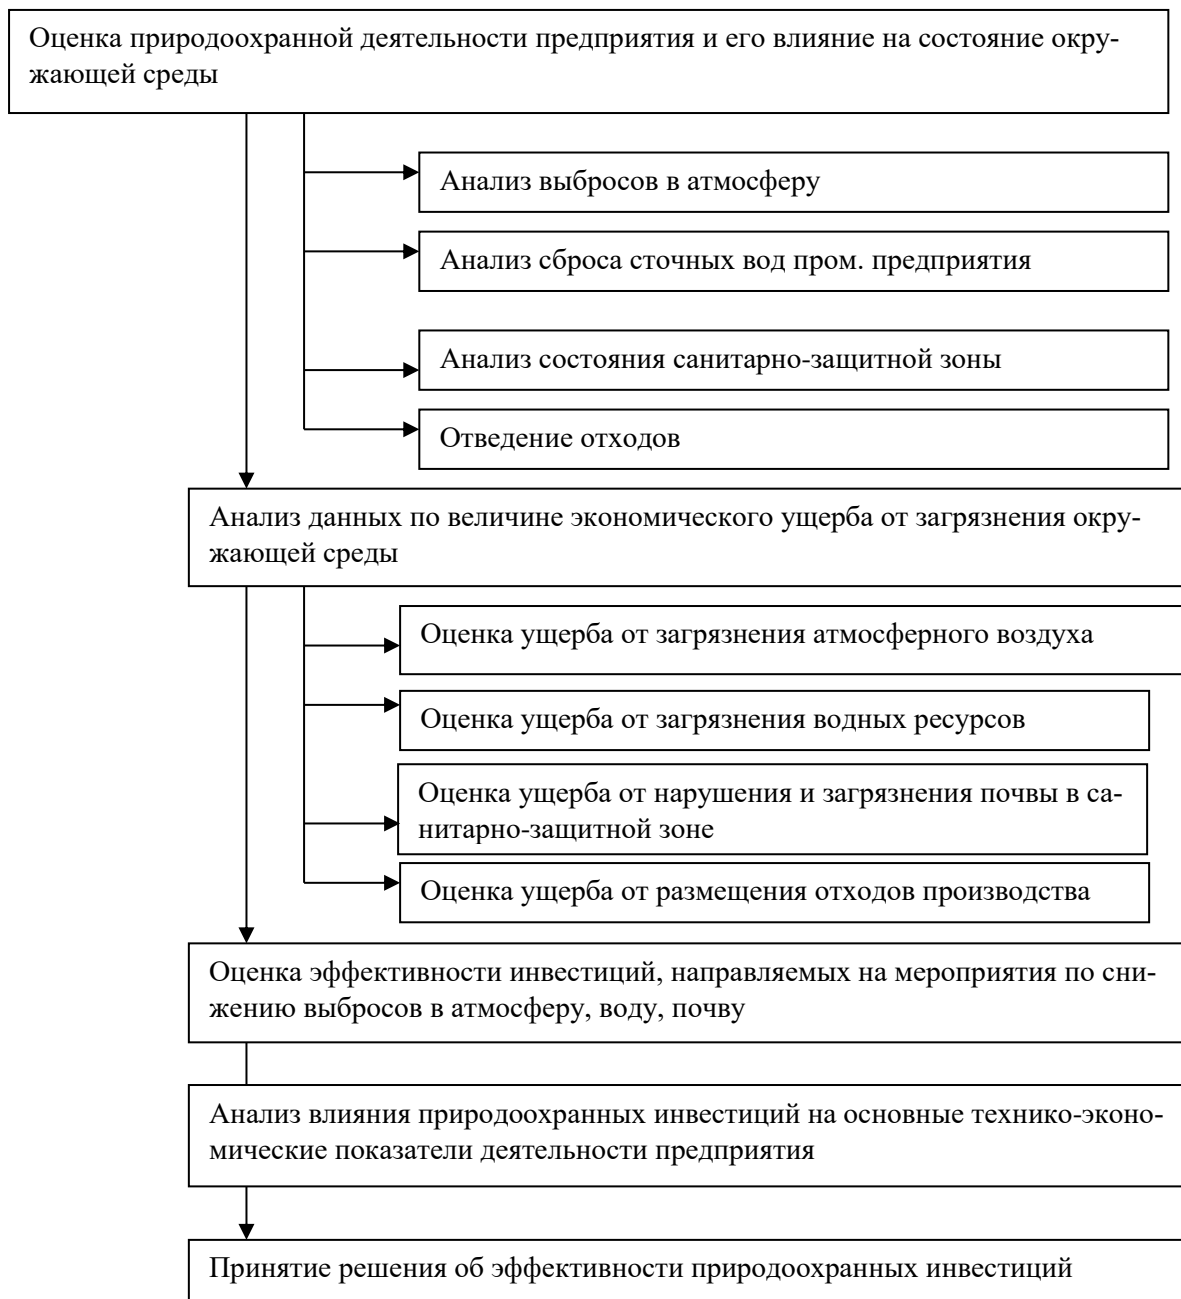 Оценка природоохранной деятельности предприятия и его влияние на состояние окру-
жающей среды
Анализ выбросов в атмосферу
Анализ сброса сточных вод пром. предприятия
Анализ состояния санитарно-защитной зоны
Отведение отходов
Анализ данных по величине экономического ущерба от загрязнения окру-
жающей среды
Оценка ущерба от загрязнения атмосферного воздуха
Оценка ущерба от загрязнения водных ресурсов
Оценка ущерба от нарушения и загрязнения почвы в са-
нитарно-защитной зоне
Оценка ущерба от размещения отходов производства
Оценка эффективности инвестиций, направляемых на мероприятия по сни-
жению выбросов в атмосферу, воду, почву
Анализ влияния природоохранных инвестиций на основные технико-эконо-
мические показатели деятельности предприятия
Принятие решения об эффективности природоохранных инвестиций